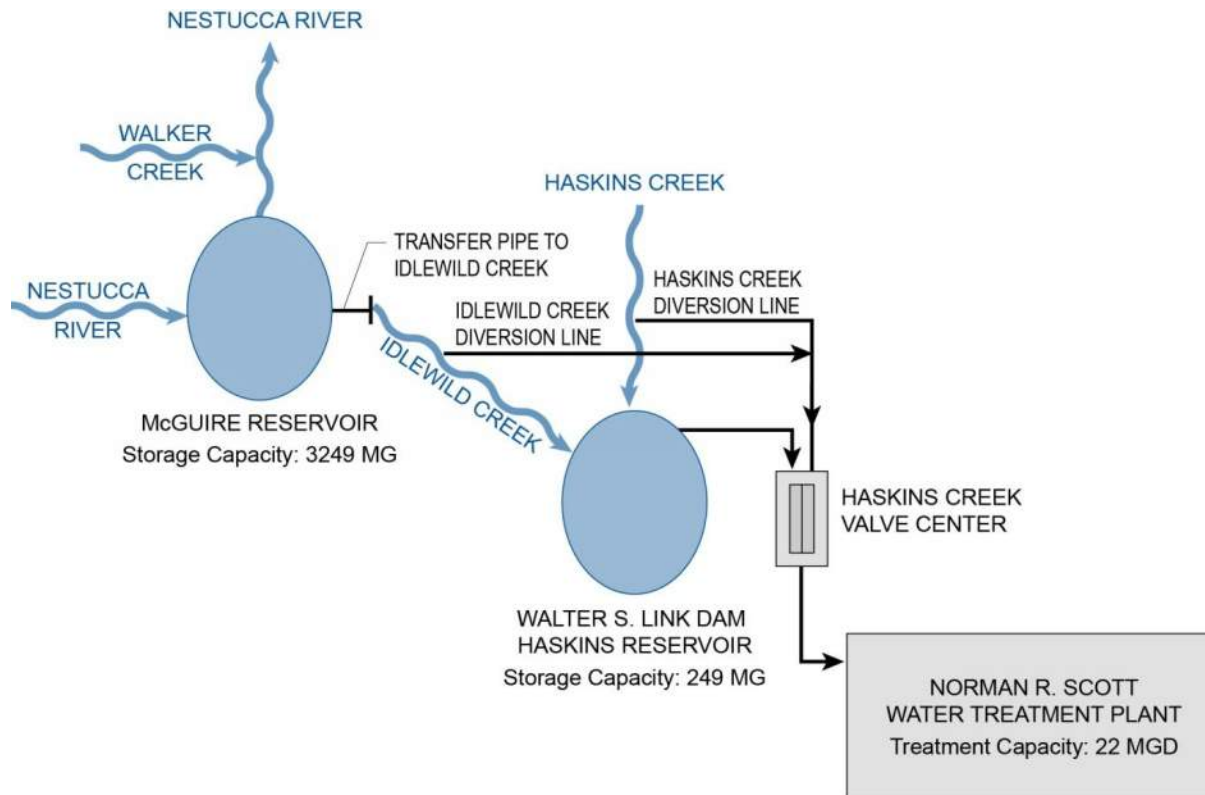 NESTUCCA RIVER
WALKER
CREEK
HASKINS CREEK
TRANSFER PIPE TO
IDLEWILD CREEK
HASKINS CREEK
DIVERSION LINE
NESTUCCA
RIVER
IDLEWILD CREEK
DIVERSION LINE
IDLEWILD CREEK
McGUIRE RESERVOIR
Storage Capacity: 3249 MG
HASKINS CREEK
VALVE CENTER
WALTER S. LINK DAM
HASKINS RESERVOIR
Storage Capacity: 249 MG
NORMAN R. SCOTT
WATER TREATMENT PLANT
Treatment Capacity: 22 MGD